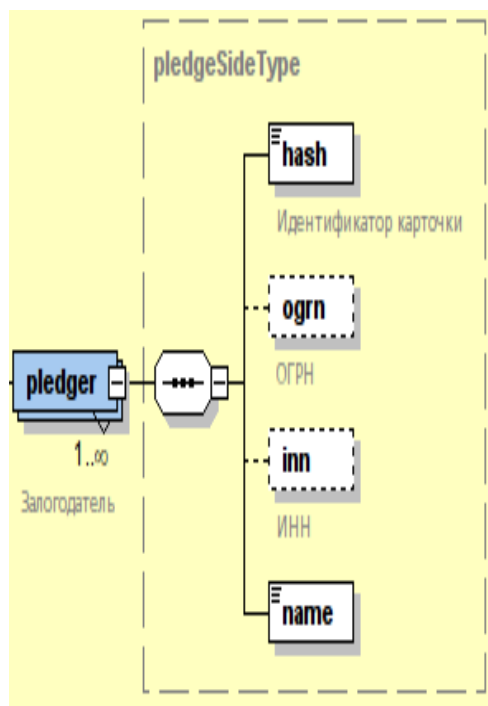 pledgeSideType
hash
Идентификатор карточки
ogrn
ОГРН
pledger
1..∞
Залогодатель
inn
ИНН
name